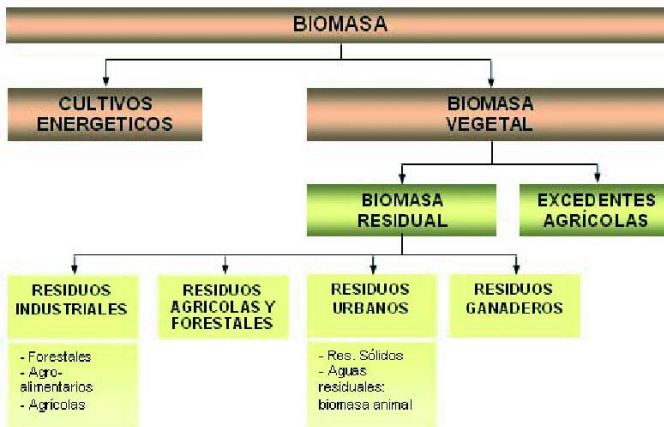 BIOMASA
CULTIVOS
ENERGETICOS
BIOMASA
VEGETAL
BIOMASA
RESIDUAL
EXCEDENTES
AGRÍCOLAS
RESIDUOS
INDUSTRIALES
RESIDUOS
AGRICOLAS Y
FORESTALES
RESIDUOS
URBANOS
RESIDUOS
GANADEROS
- Forestales
- Agro-
alimentarios
- Agrícolas
- Res. Sólidos
- Aguas
residuales:
biomasa animal